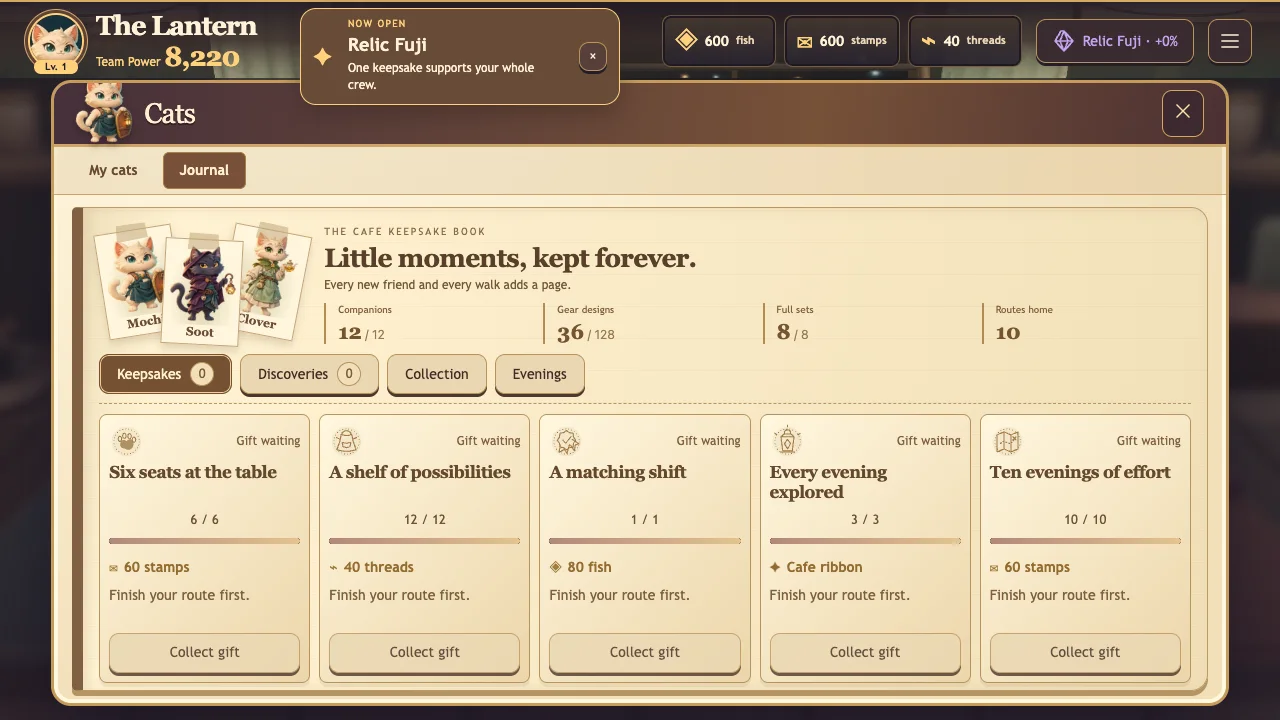 The Lantern
Team Power 8,220
Lv. 1
NOW OPEN
Relic Fuji
One keepsake supports your whole
crew.
×
600 fish
600 stamps
40 threads
Relic Fuji · +0%
Cats
My cats
Journal
Moch
Soot
Clover
THE CAFE KEEPSAKE BOOK
Little moments, kept forever.
Every new friend and every walk adds a page.
Companions
12 / 12
Gear designs
36 / 128
Full sets
8 / 8
Routes home
10
Keepsakes 0
Discoveries 0
Collection
Evenings
Gift waiting
Six seats at the table
6 / 6
60 stamps
Finish your route first.
Collect gift
Gift waiting
A shelf of possibilities
12 / 12
40 threads
Finish your route first.
Collect gift
Gift waiting
A matching shift
1 / 1
80 fish
Finish your route first.
Collect gift
Gift waiting
Every evening
explored
3 / 3
Cafe ribbon
Finish your route first.
Collect gift
Gift waiting
Ten evenings of effort
10 / 10
60 stamps
Finish your route first.
Collect gift